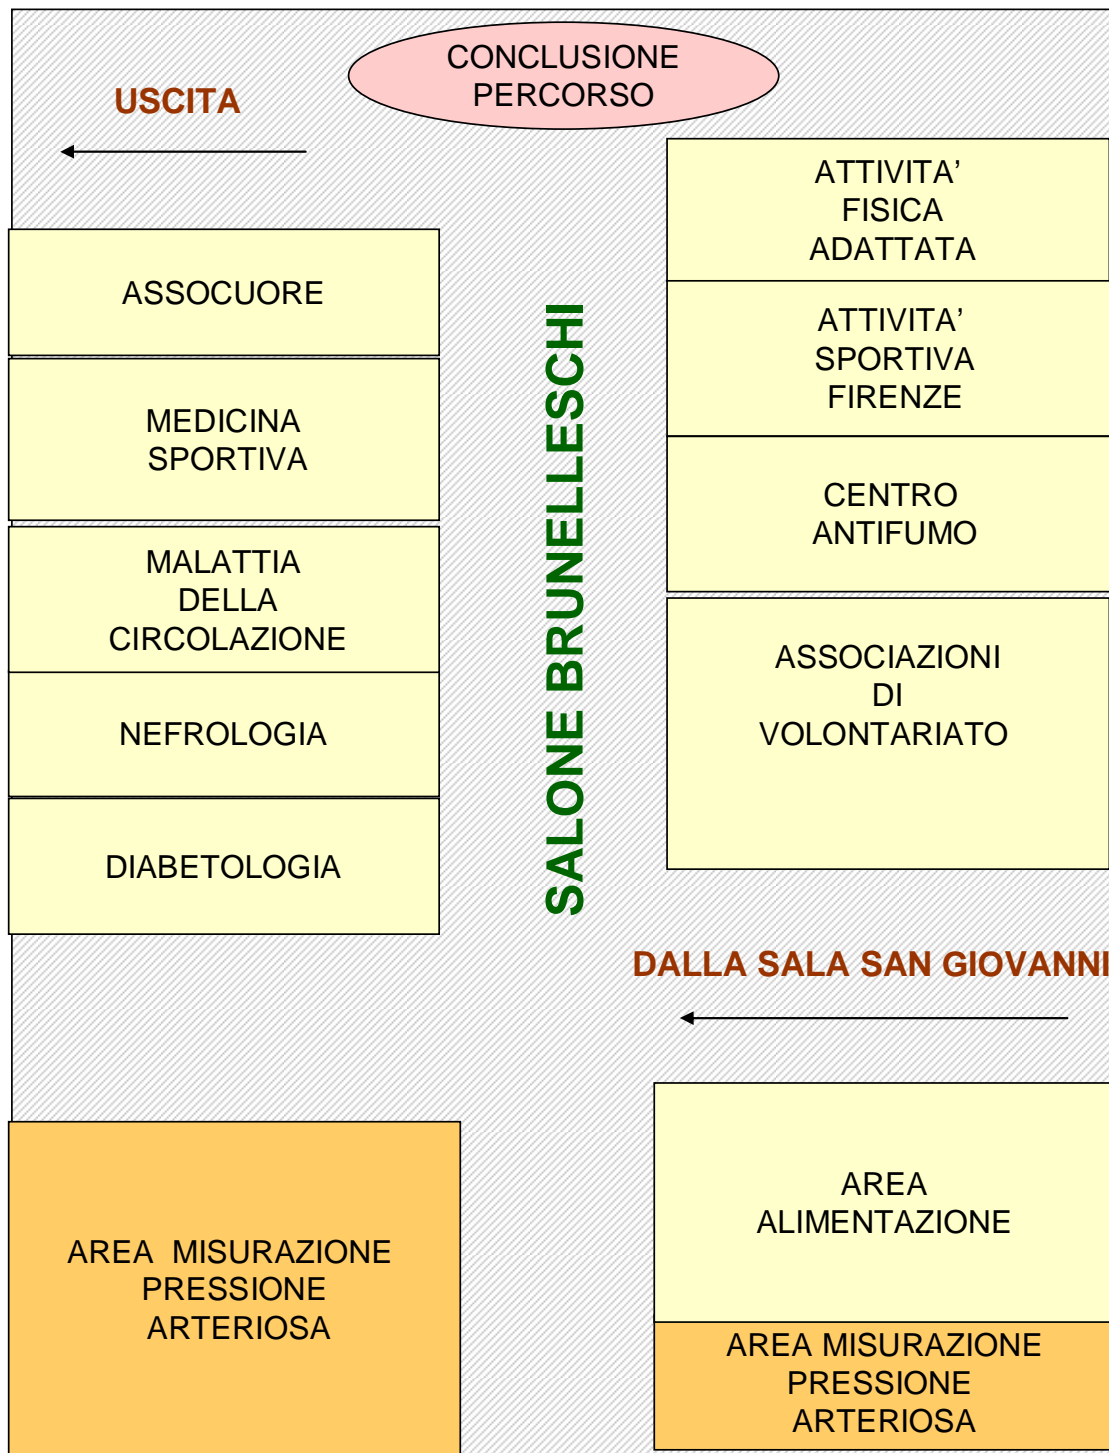 CONCLUSIONE
PERCORSO
USCITA
ATTIVITA’
FISICA
ADATTATA
ASSOCUORE
ATTIVITA’
SPORTIVA
FIRENZE
MEDICINA
SPORTIVA
CENTRO
ANTIFUMO
MALATTIA
DELLA
CIRCOLAZIONE
SALONE BRUNELLESCHI
ASSOCIAZIONI
DI
VOLONTARIATO
NEFROLOGIA
DIABETOLOGIA
DALLA SALA SAN GIOVANNI
AREA
ALIMENTAZIONE
AREA MISURAZIONE
PRESSIONE
ARTERIOSA
AREA MISURAZIONE
PRESSIONE
ARTERIOSA